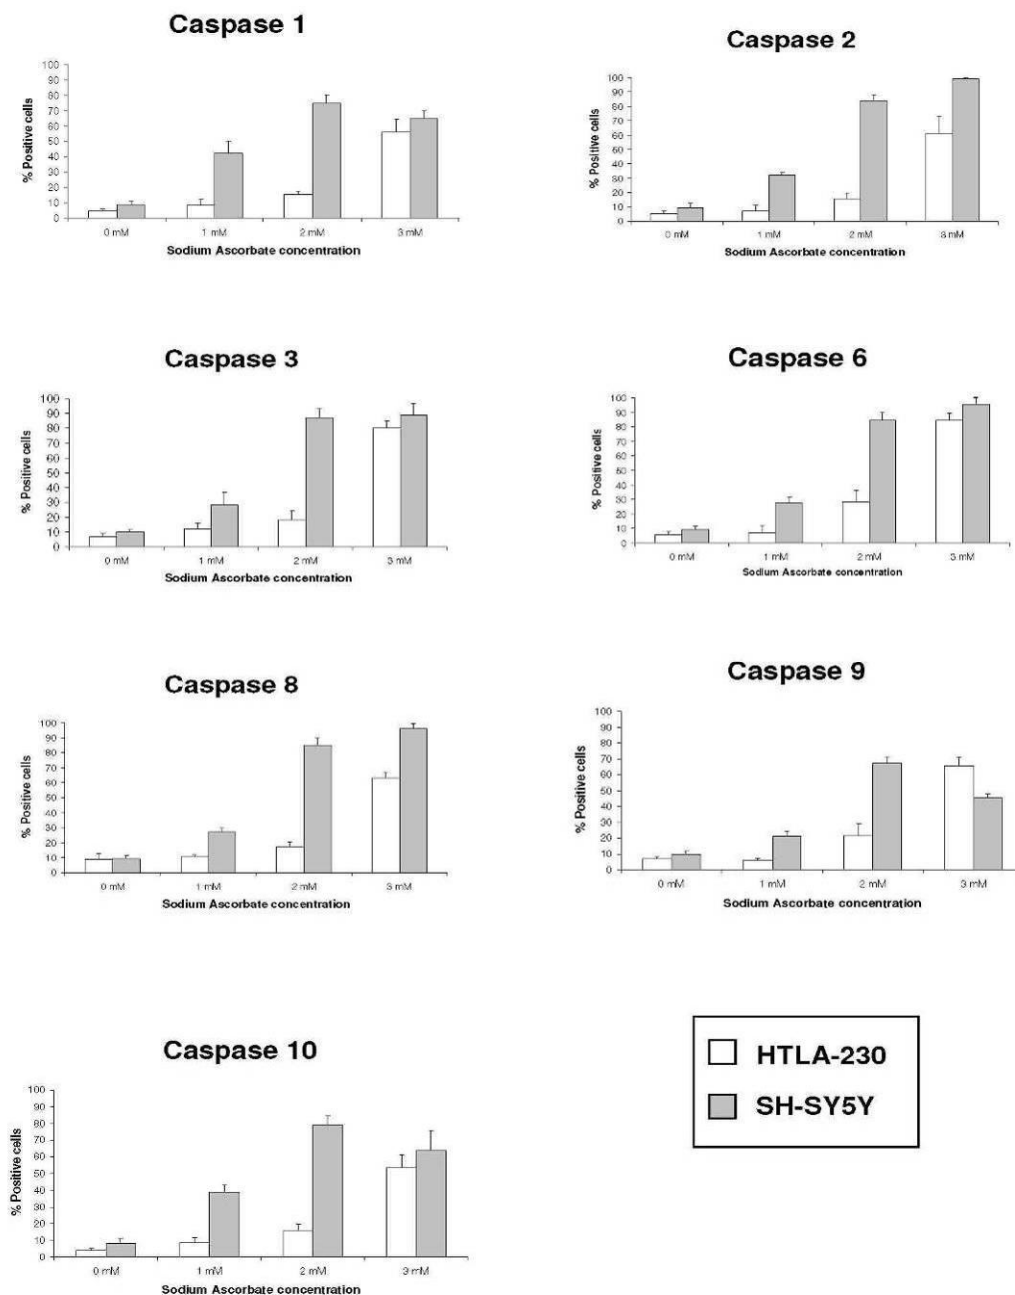 Caspase 1
100
90
80
70
60
50
40
30
20
10
0
% Positive cells
0 mM 1 mM 2 mM 3 mM
Sodium Ascorbate concentration
Caspase 2
100
90
80
70
60
50
40
30
20
10
0
% Positive cells
0 mM 1 mM 2 mM 3 mM
Sodium Ascorbate concentration
Caspase 3
100
90
80
70
60
50
40
30
20
10
0
% Positive cells
0 mM 1 mM 2 mM 3 mM
Sodium Ascorbate concentration
Caspase 6
100
90
80
70
60
50
40
30
20
10
0
% Positive cells
0 mM 1 mM 2 mM 3 mM
Sodium Ascorbate concentration
Caspase 8
100
90
80
70
60
50
40
30
20
10
0
% Positive cells
0 mM 1 mM 2 mM 3 mM
Sodium Ascorbate concentration
Caspase 9
100
90
80
70
60
50
40
30
20
10
0
% Positive cells
0 mM 1 mM 2 mM 3 mM
Sodium Ascorbate concentration
Caspase 10
100
90
80
70
60
50
40
30
20
10
0
% Positive cells
0 mM 1 mM 2 mM 3 mM
Sodium Ascorbate concentration
HTLA-230
SH-SY5Y